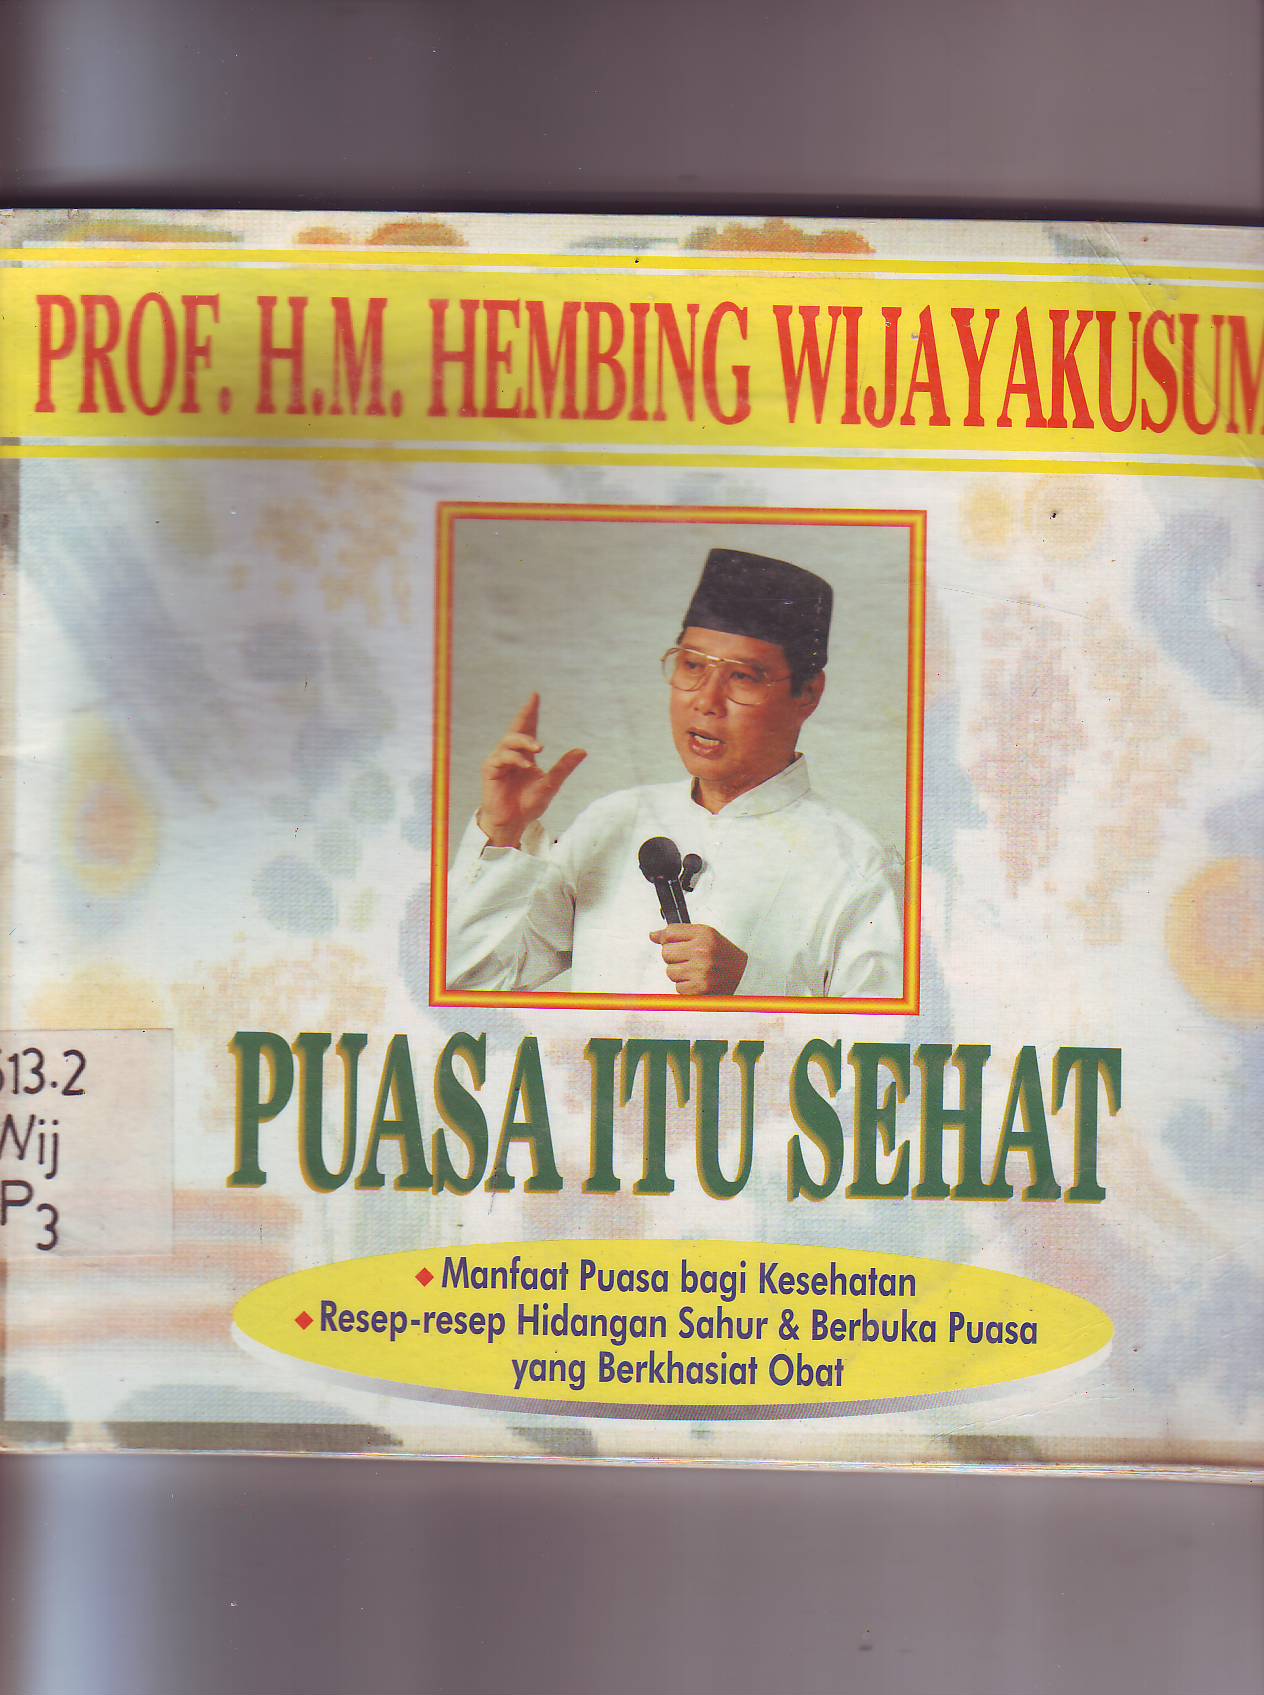 PROF. H.M. HEMBING WIJAYAKUSUM
PUASA ITU SEHAT
13.2
Wij
P3
Manfaat Puasa bagi Kesehatan
Resep-resep Hidangan Sahur & Berbuka Puasa
yang Berkhasiat Obat